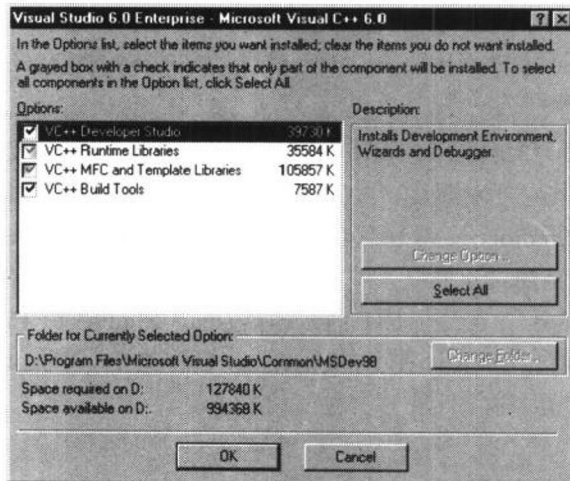 Visual Studio 6.0 Enterprise - Microsoft Visual C++ 6.0
In the Options list, select the items you want installed; clear the items you do not want installed.
A grayed box with a check indicates that only part of the component will be installed. To select
all components in the Option list, click Select All.
Options:
Description:
VC++ Developer Studio 39730 K
VC++ Runtime Libraries 35584 K
VC++ MFC and Template Libraries 105857 K
VC++ Build Tools 7587 K
Installs Development Environment,
Wizards and Debugger.
Change Option...
Select All
Folder for Currently Selected Option:
D:\Program Files\Microsoft Visual Studio\Common\MSDev98
Change Folder...
Space required on D: 127840 K
Space available on D: 994368 K
OK
Cancel